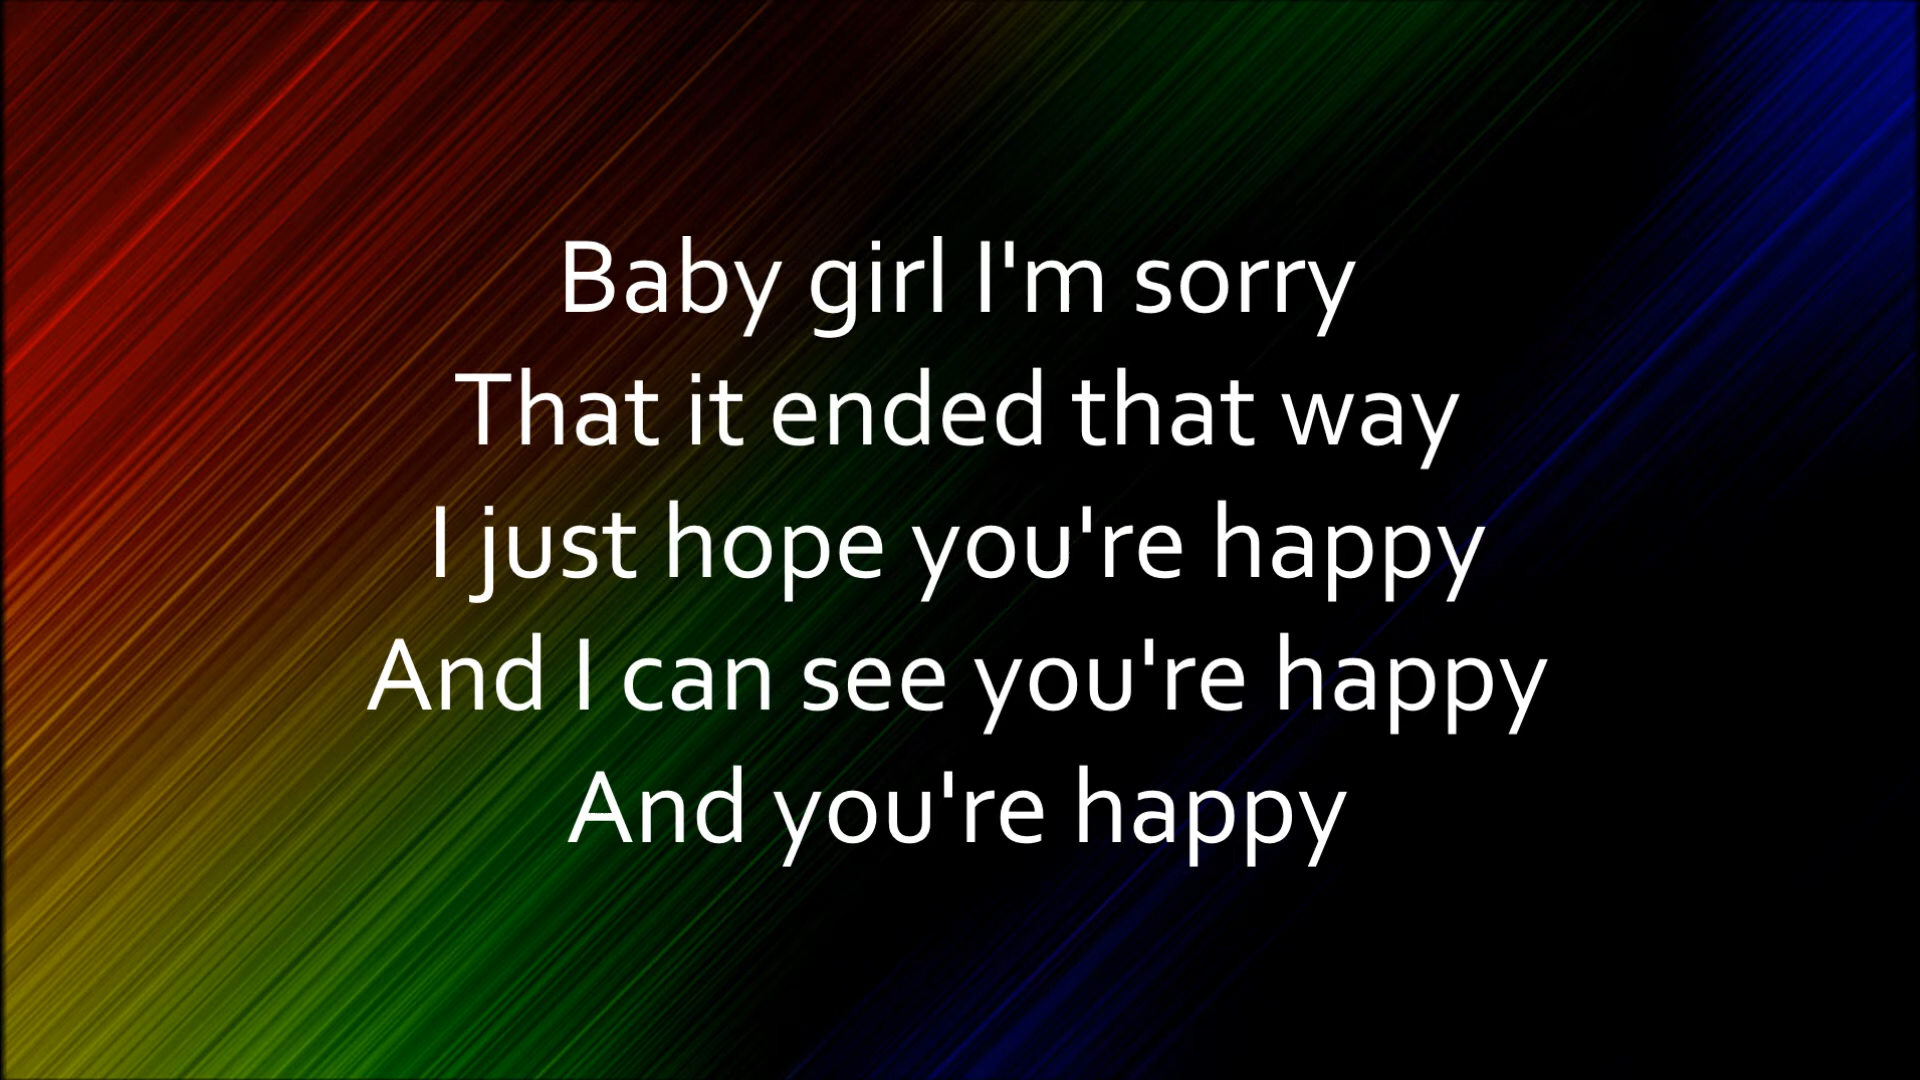 Baby girl I'm sorry
That it ended that way
I just hope you're happy
And I can see you're happy
And you're happy